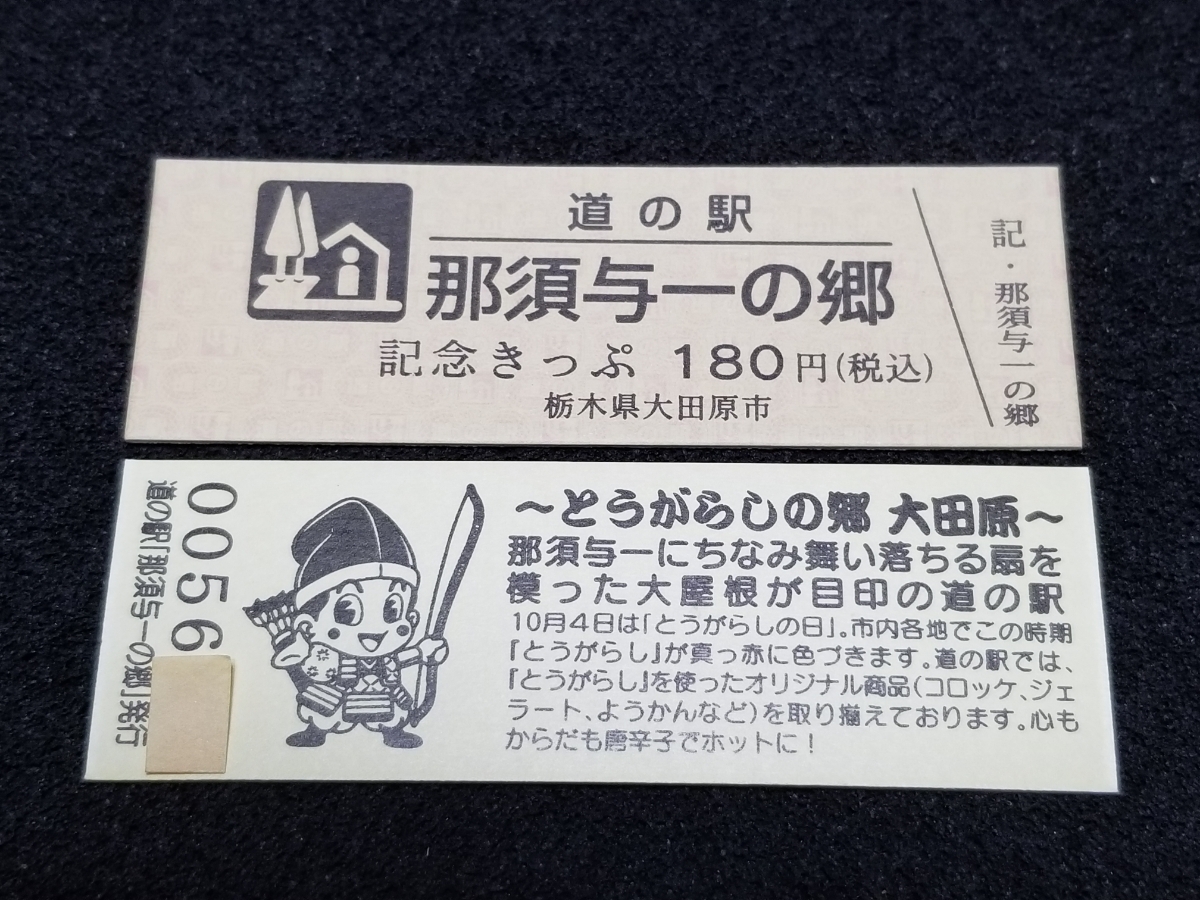 道の駅
那須与一の郷
記念きっぷ 180円(税込)
栃木県大田原市
記・那須与一の郷
～とうがらしの郷 大田原～
那須与一にちなみ舞い落ちる扇を
模った大屋根が目印の道の駅
10月4日は「とうがらしの日」。市内各地でこの時期
『とうがらし』が真っ赤に色づきます。道の駅では、
『とうがらし』を使ったオリジナル商品(コロッケ、ジェ
ラート、ようかんなど)を取り揃えております。心も
からだも唐辛子でホットに！
0056
道の駅「那須与一の郷」発行